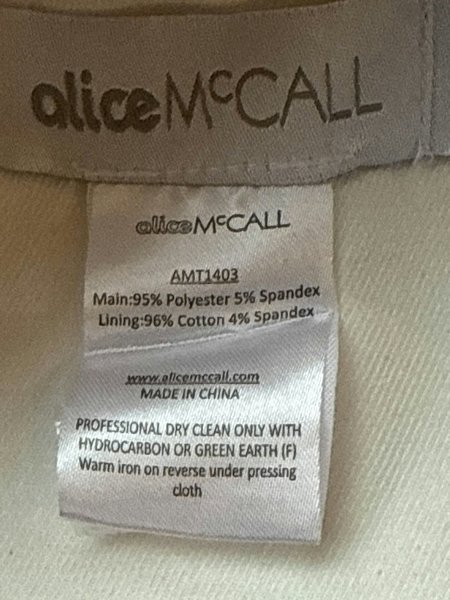 aliceMcCALL
aliceMcCALL
AMT1403
Main:95% Polyester 5% Spandex
Lining:96% Cotton 4% Spandex
www.alicemccall.com
MADE IN CHINA
PROFESSIONAL DRY CLEAN ONLY WITH
HYDROCARBON OR GREEN EARTH (F)
Warm iron on reverse under pressing
cloth